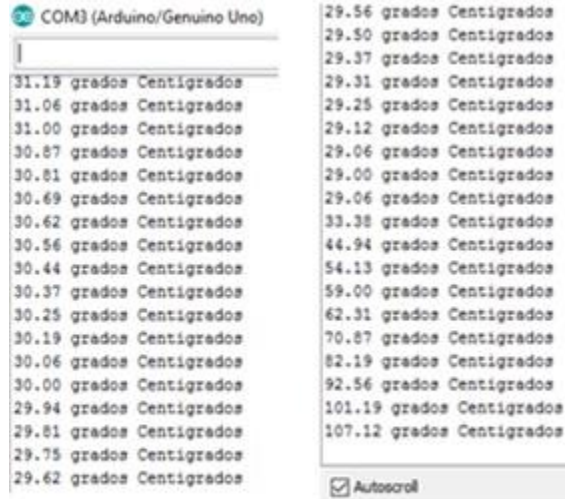 COM3 (Arduino/Genuino Uno)
31.19 grados Centigrados
31.06 grados Centigrados
31.00 grados Centigrados
30.87 grados Centigrados
30.81 grados Centigrados
30.69 grados Centigrados
30.62 grados Centigrados
30.56 grados Centigrados
30.44 grados Centigrados
30.37 grados Centigrados
30.25 grados Centigrados
30.19 grados Centigrados
30.06 grados Centigrados
30.00 grados Centigrados
29.94 grados Centigrados
29.81 grados Centigrados
29.75 grados Centigrados
29.62 grados Centigrados
29.56 grados Centigrados
29.50 grados Centigrados
29.37 grados Centigrados
29.31 grados Centigrados
29.25 grados Centigrados
29.12 grados Centigrados
29.06 grados Centigrados
29.00 grados Centigrados
29.06 grados Centigrados
33.38 grados Centigrados
44.94 grados Centigrados
54.13 grados Centigrados
59.00 grados Centigrados
62.31 grados Centigrados
70.87 grados Centigrados
82.19 grados Centigrados
92.56 grados Centigrados
101.19 grados Centigrados
107.12 grados Centigrados
Autoscroll